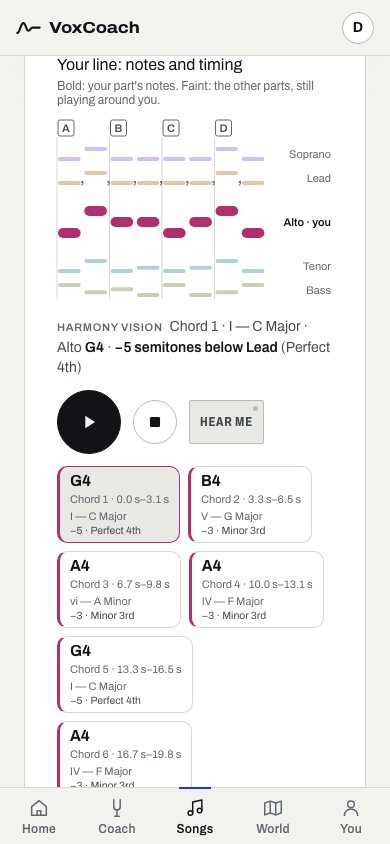 VoxCoach
D
Your line: notes and timing
Bold: your part's notes. Faint: the other parts, still
playing around you.
A B C D
Soprano
Lead
Alto · you
Tenor
Bass
HARMONY VISION Chord 1 · I — C Major ·
Alto G4 · −5 semitones below Lead (Perfect
4th)
HEAR ME
G4
Chord 1 · 0.0 s–3.1 s
I — C Major
−5 · Perfect 4th
B4
Chord 2 · 3.3 s–6.5 s
V — G Major
−3 · Minor 3rd
A4
Chord 3 · 6.7 s–9.8 s
vi — A Minor
−3 · Minor 3rd
A4
Chord 4 · 10.0 s–13.1 s
IV — F Major
−3 · Minor 3rd
G4
Chord 5 · 13.3 s–16.5 s
I — C Major
−5 · Perfect 4th
A4
Chord 6 · 16.7 s–19.8 s
IV — F Major
−3 · Minor 3rd
Home Coach Songs World You